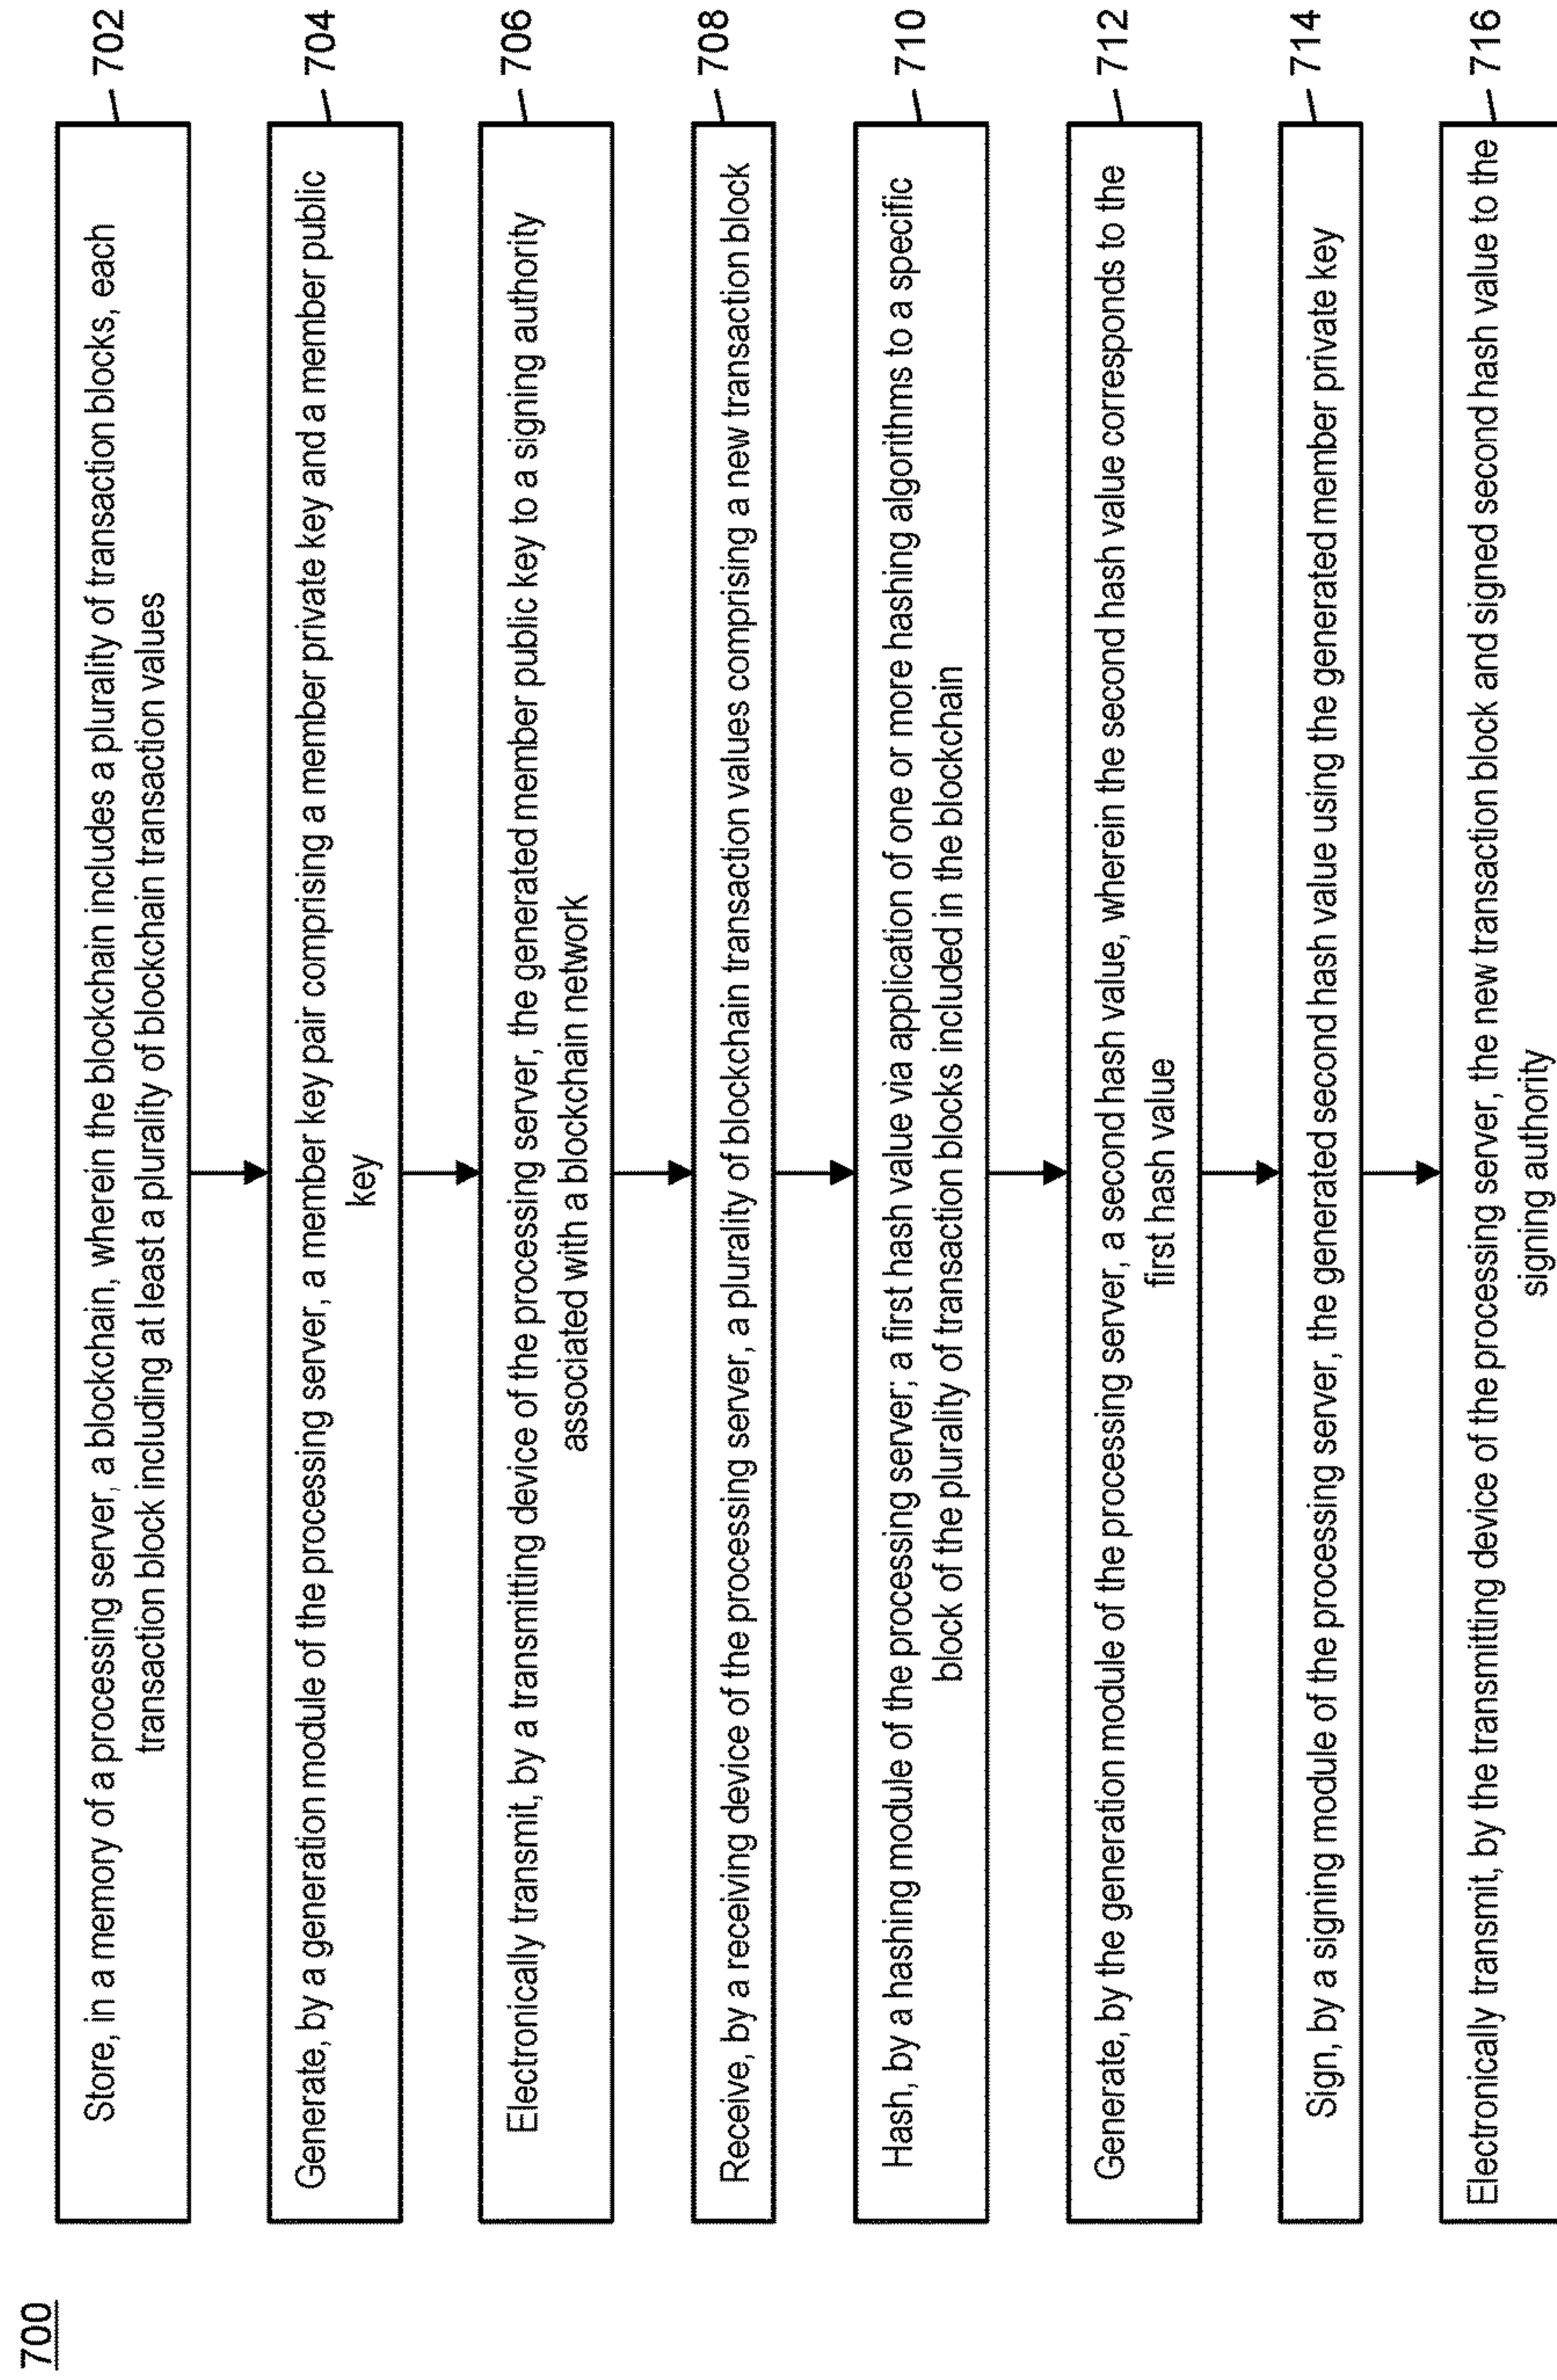 700
Store, in a memory of a processing server, a blockchain, wherein the blockchain includes a plurality of transaction blocks, each
transaction block including at least a plurality of blockchain transaction values
702
Generate, by a generation module of the processing server, a member key pair comprising a member private key and a member public
key
704
Electronically transmit, by a transmitting device of the processing server, the generated member public key to a signing authority
associated with a blockchain network
706
Receive, by a receiving device of the processing server, a plurality of blockchain transaction values comprising a new transaction block
708
Hash, by a hashing module of the processing server; a first hash value via application of one or more hashing algorithms to a specific
block of the plurality of transaction blocks included in the blockchain
710
Generate, by the generation module of the processing server, a second hash value, wherein the second hash value corresponds to the
first hash value
712
Sign, by a signing module of the processing server, the generated second hash value using the generated member private key
714
Electronically transmit, by the transmitting device of the processing server, the new transaction block and signed second hash value to the
signing authority
716